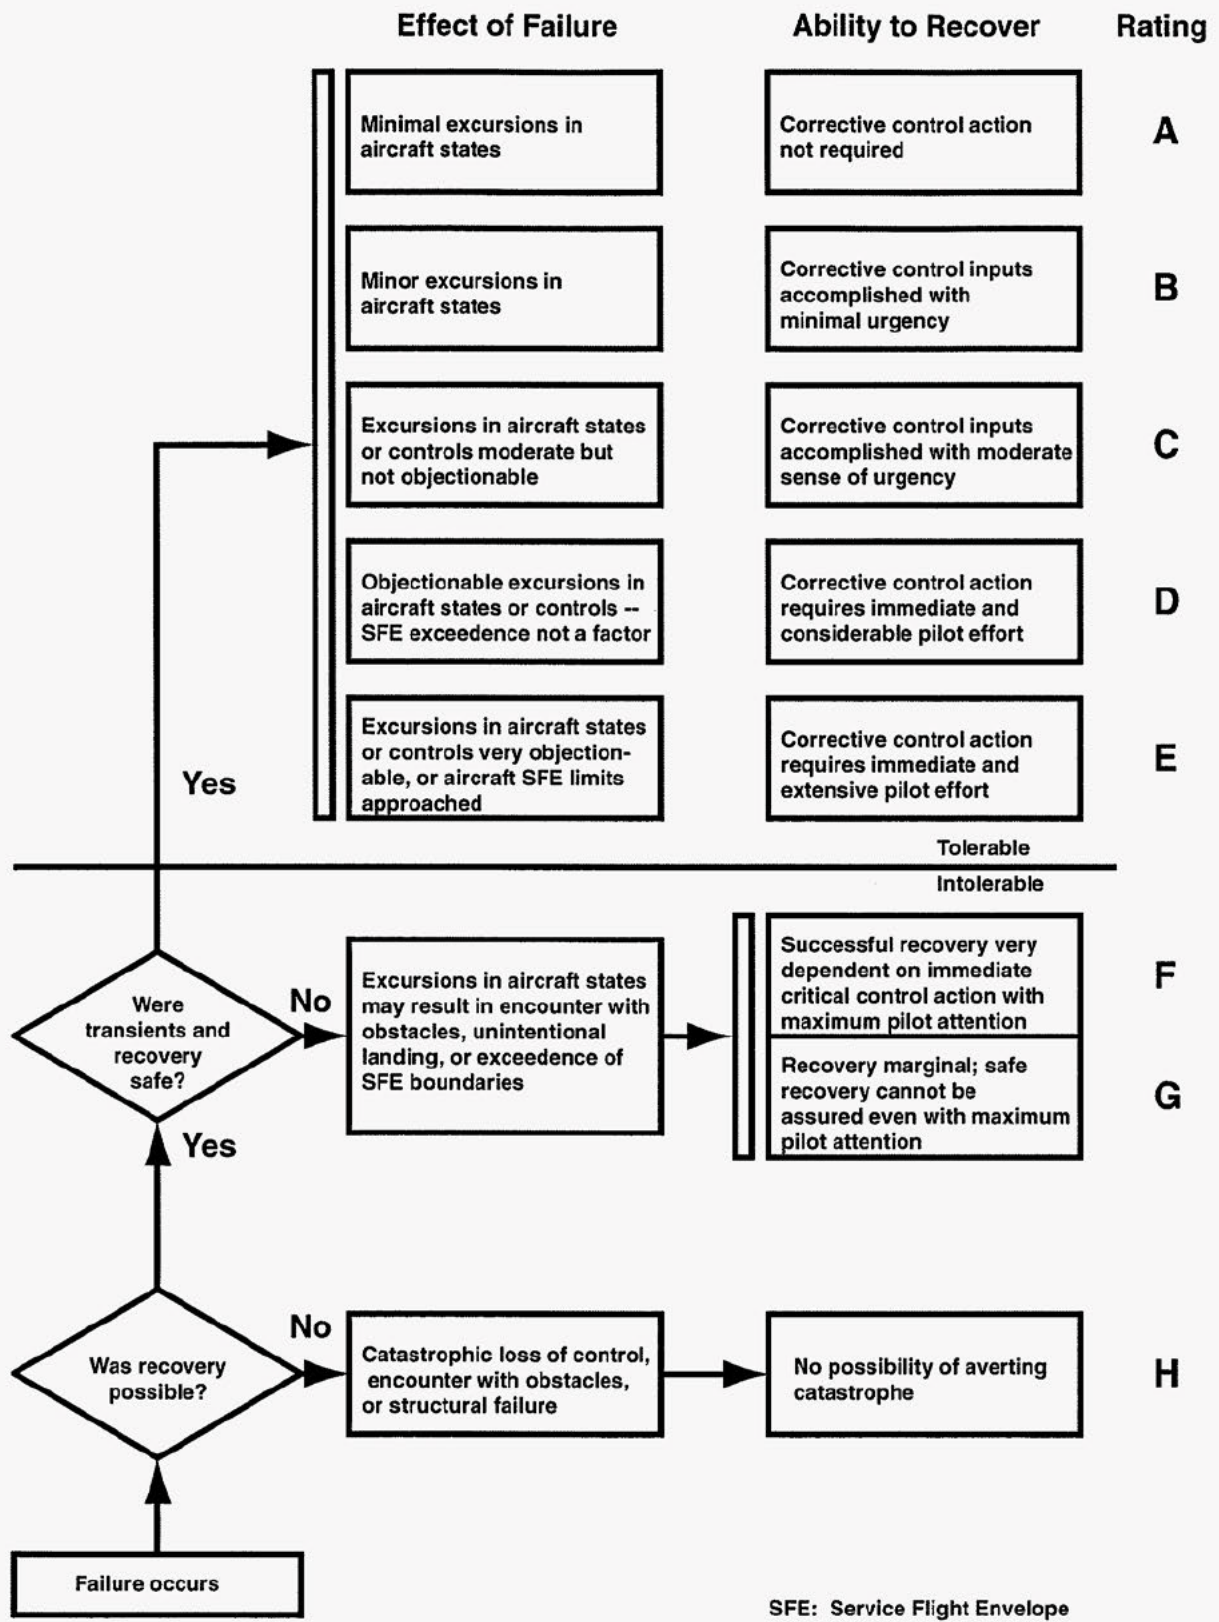 Effect of Failure
Ability to Recover
Rating
Minimal excursions in
aircraft states
Corrective control action
not required
A
Minor excursions in
aircraft states
Corrective control inputs
accomplished with
minimal urgency
B
Excursions in aircraft states
or controls moderate but
not objectionable
Corrective control inputs
accomplished with moderate
sense of urgency
C
Objectionable excursions in
aircraft states or controls --
SFE exceedence not a factor
Corrective control action
requires immediate and
considerable pilot effort
D
Excursions in aircraft states
or controls very objection-
able, or aircraft SFE limits
approached
Corrective control action
requires immediate and
extensive pilot effort
E
Yes
Tolerable
Intolerable
Were
transients and
recovery
safe?
No
Excursions in aircraft states
may result in encounter with
obstacles, unintentional
landing, or exceedence of
SFE boundaries
Successful recovery very
dependent on immediate
critical control action with
maximum pilot attention
F
Recovery marginal; safe
recovery cannot be
assured even with maximum
pilot attention
G
Yes
Was recovery
possible?
No
Catastrophic loss of control,
encounter with obstacles,
or structural failure
No possibility of averting
catastrophe
H
Failure occurs
SFE: Service Flight Envelope